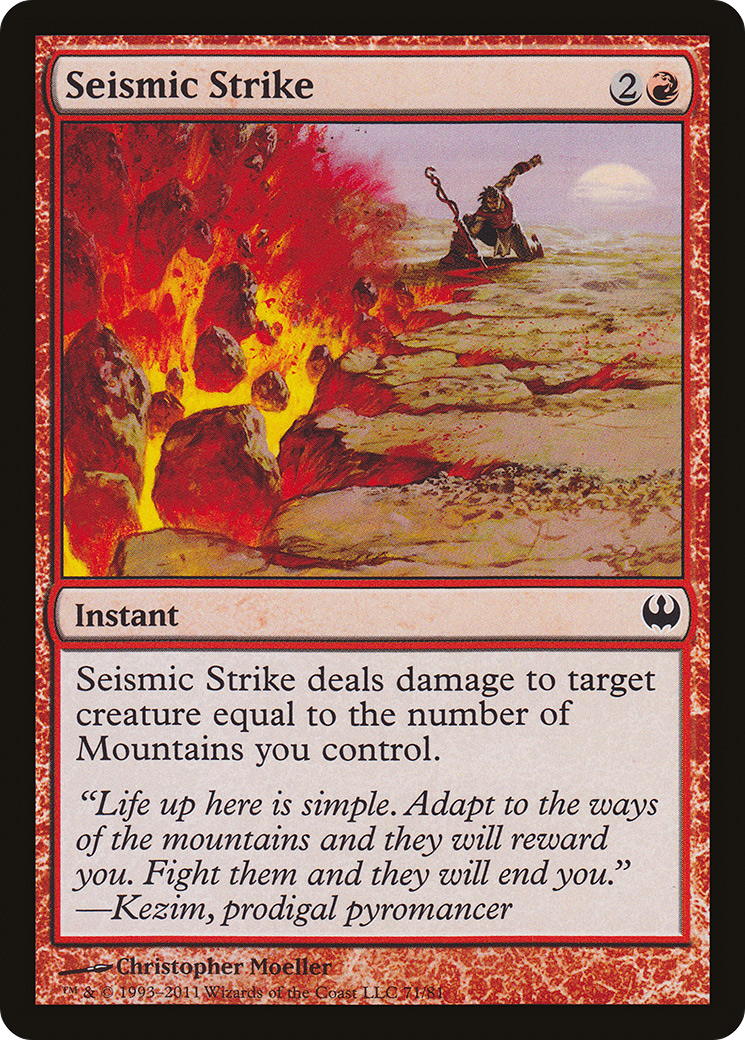 Seismic Strike 2
Instant
Seismic Strike deals damage to target
creature equal to the number of
Mountains you control.
“Life up here is simple. Adapt to the ways
of the mountains and they will reward
you. Fight them and they will end you.”
—Kezim, prodigal pyromancer
Christopher Moeller
™ & © 1993–2011 Wizards of the Coast LLC 71/81